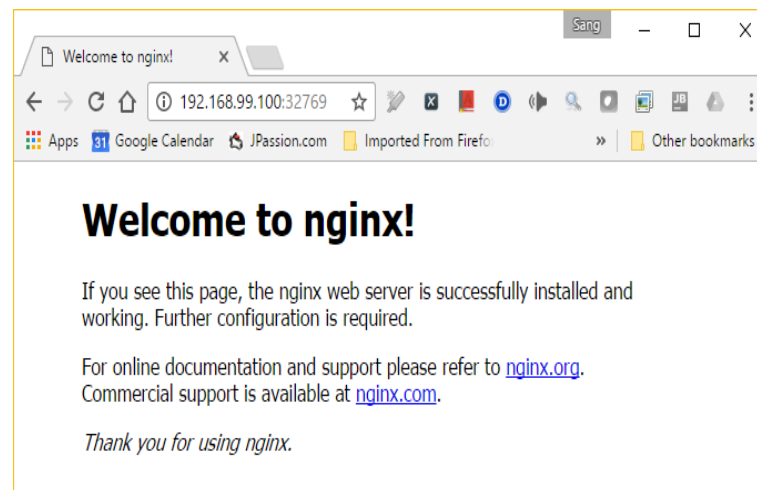 Sang
Welcome to nginx!
192.168.99.100:32769
Apps 31 Google Calendar JPassion.com Imported From Firefo » Other bookmarks
Welcome to nginx!
If you see this page, the nginx web server is successfully installed and
working. Further configuration is required.
For online documentation and support please refer to nginx.org.
Commercial support is available at nginx.com.
Thank you for using nginx.